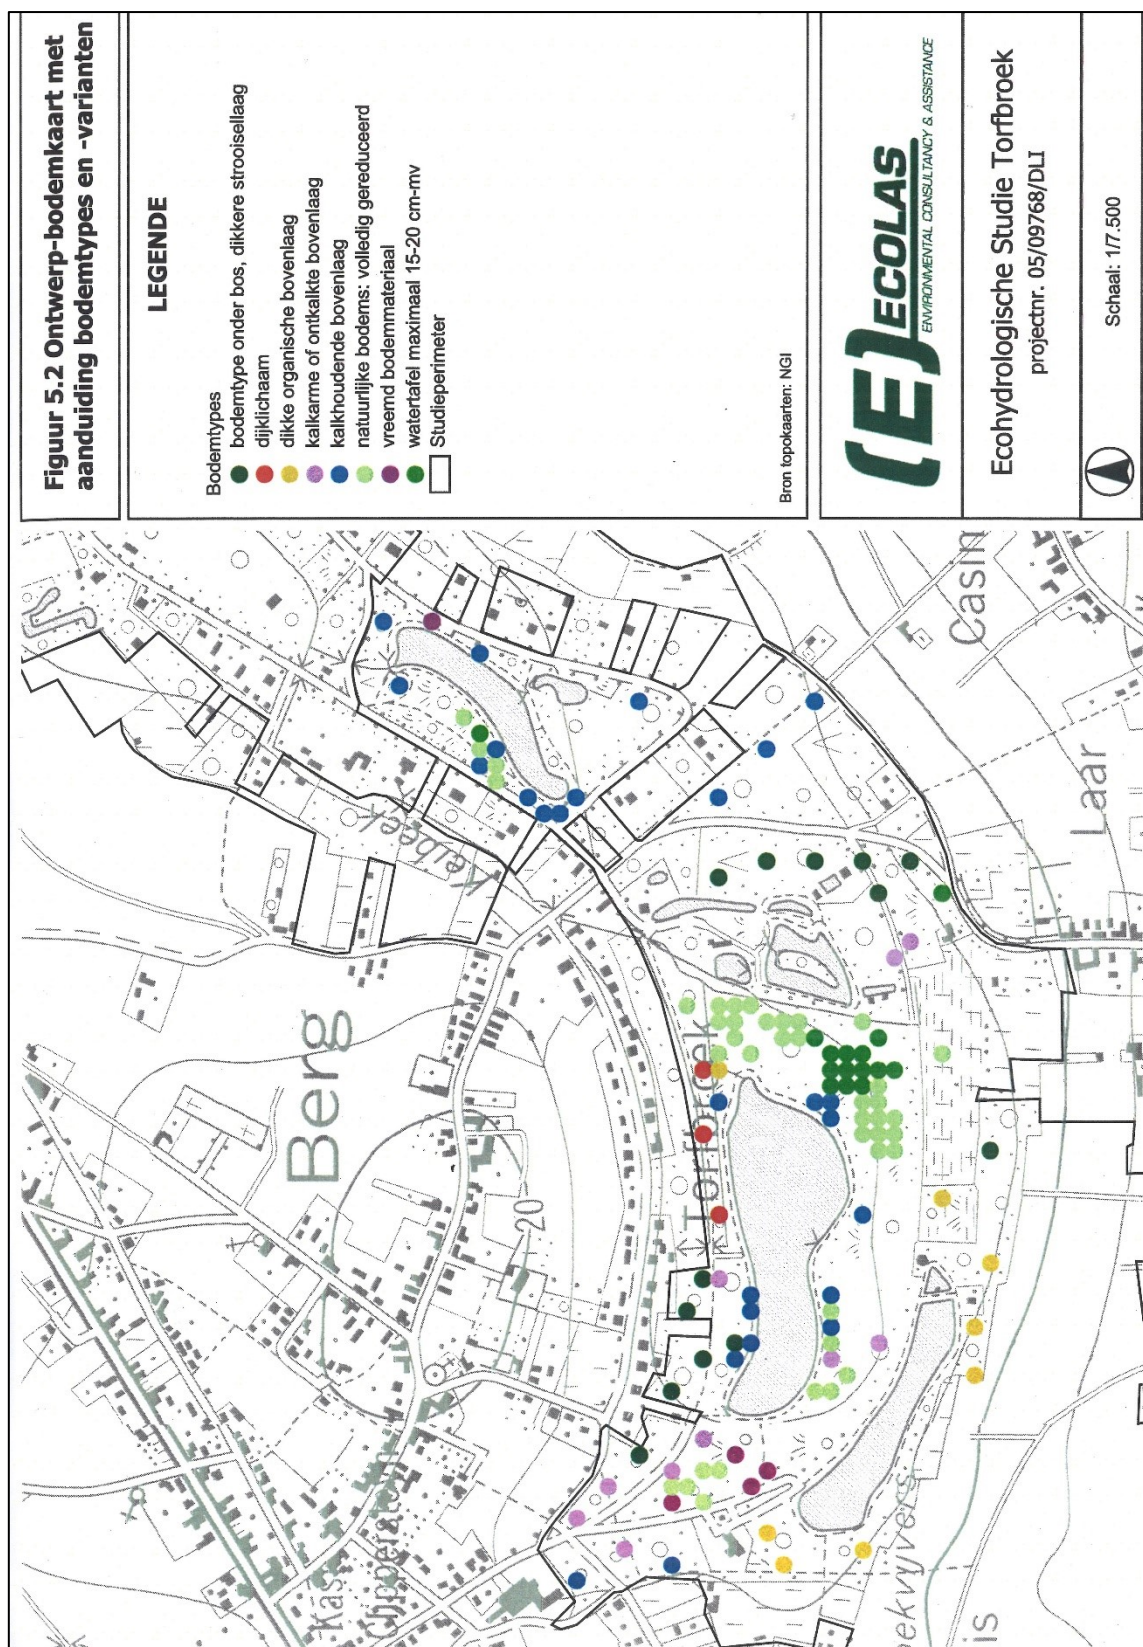 Figuur 5.2 Ontwerp-bodemkaart met
aanduiding bodemtypes en -varianten
LEGENDE
Bodemtypes
bodemtype onder bos, dikkere strooisellaag
dijklichaam
dikke organische bovenlaag
kalkarme of ontkalkte bovenlaag
kalkhoudende bovenlaag
natuurlijke bodems: volledig gereduceerd
vreemd bodemmateriaal
watertafel maximaal 15-20 cm-mv
Studieperimeter
Bron topokaarten: NGI
(E) ECOLAS
ENVIRONMENTAL CONSULTANCY & ASSISTANCE
Ecohydrologische Studie Torfbroek
projectnr. 05/09768/DLI
Schaal: 1/7.500
Berg
20
Torfbroek
Laar
Casin
is